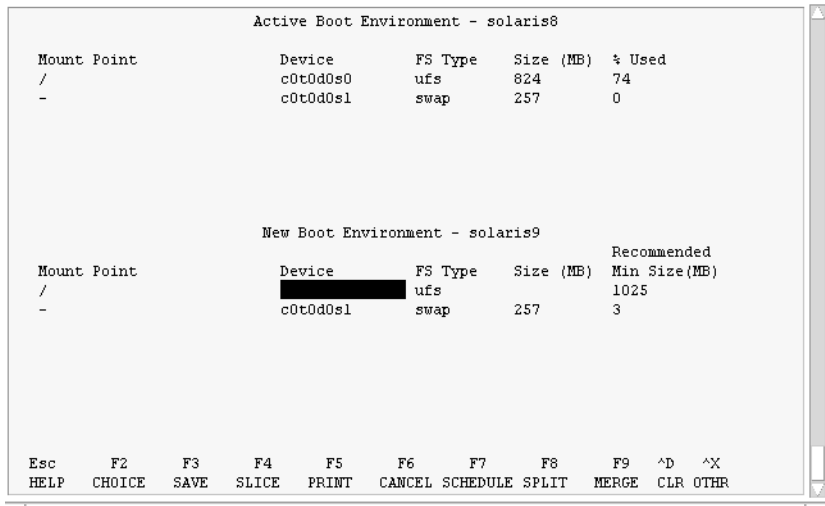 Active Boot Environment - solaris8
Mount Point Device FS Type Size (MB) % Used
/ c0t0d0s0 ufs 824 74
- c0t0d0s1 swap 257 0
New Boot Environment - solaris9
Recommended
Mount Point Device FS Type Size (MB) Min Size(MB)
/ ufs 1025
- c0t0d0s1 swap 257 3
Esc F2 F3 F4 F5 F6 F7 F8 F9 ^D ^X
HELP CHOICE SAVE SLICE PRINT CANCEL SCHEDULE SPLIT MERGE CLR OTHR